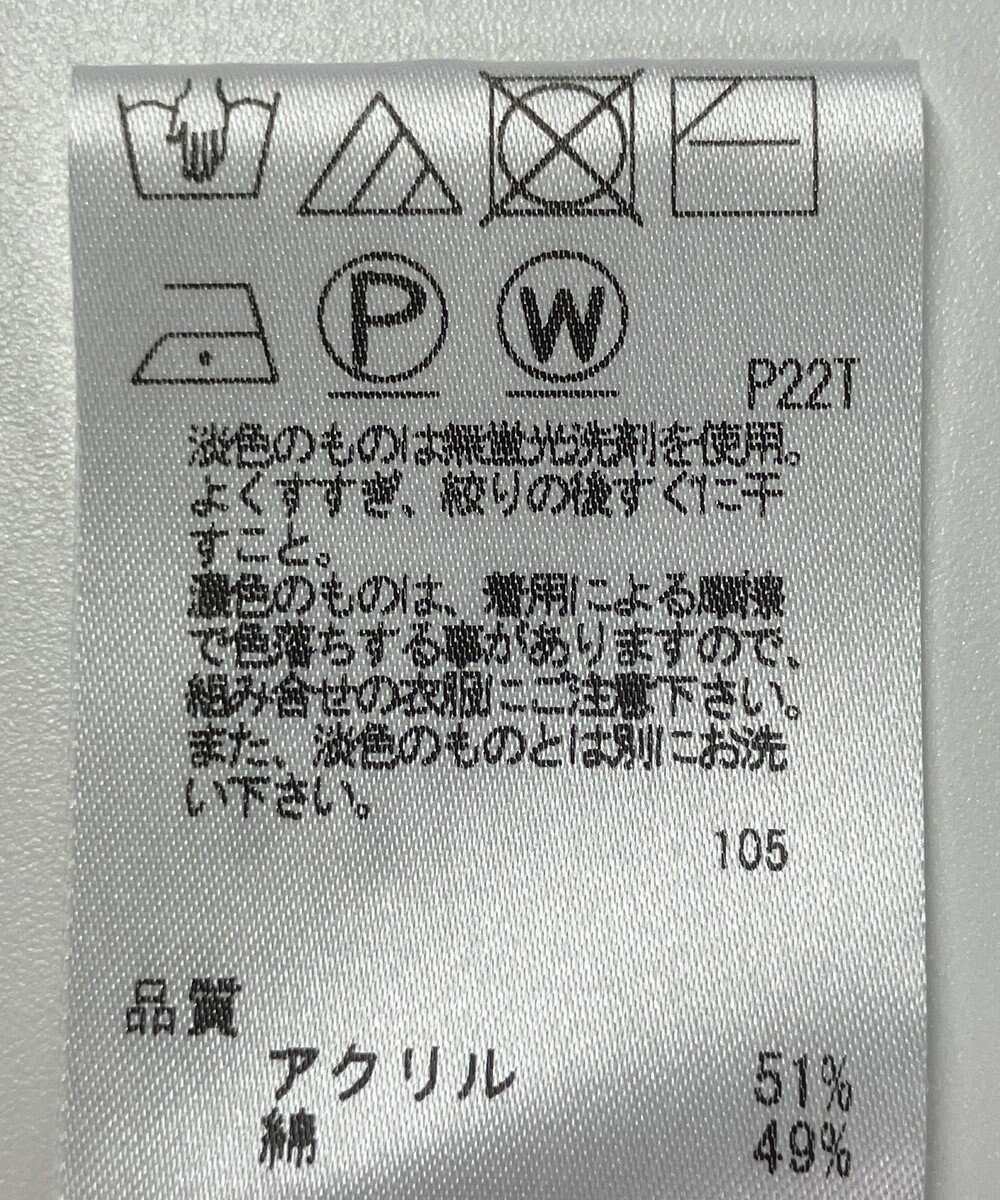 P
W
P22T
淡色のものは無蛍光洗剤を使用。
よくすすぎ、絞りの後すぐに干
すこと。
濃色のものは、着用による摩擦
で色落ちする事がありますので、
組み合せの衣服にご注意下さい。
また、淡色のものとは別にお洗
い下さい。
105
品質
アクリル 51%
綿 49%